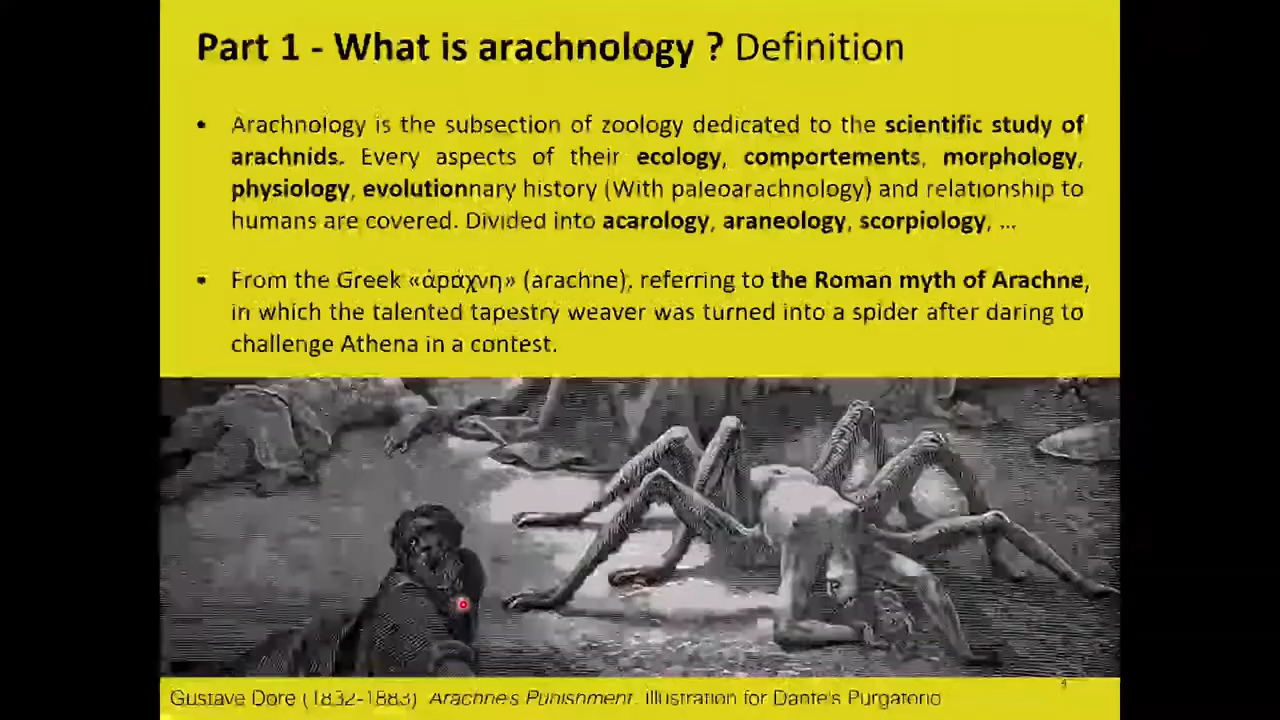 Part 1 - What is arachnology ? Definition
• Arachnology is the subsection of zoology dedicated to the scientific study of
arachnids. Every aspects of their ecology, comportements, morphology,
physiology, evolutionnary history (With paleoarachnology) and relationship to
humans are covered. Divided into acarology, araneology, scorpiology, ...
• From the Greek «ἀράχνη» (arachne), referring to the Roman myth of Arachne,
in which the talented tapestry weaver was turned into a spider after daring to
challenge Athena in a contest.
Gustave Dore (1832-1883) Arachne's Punishment. Illustration for Dante's Purgatorio